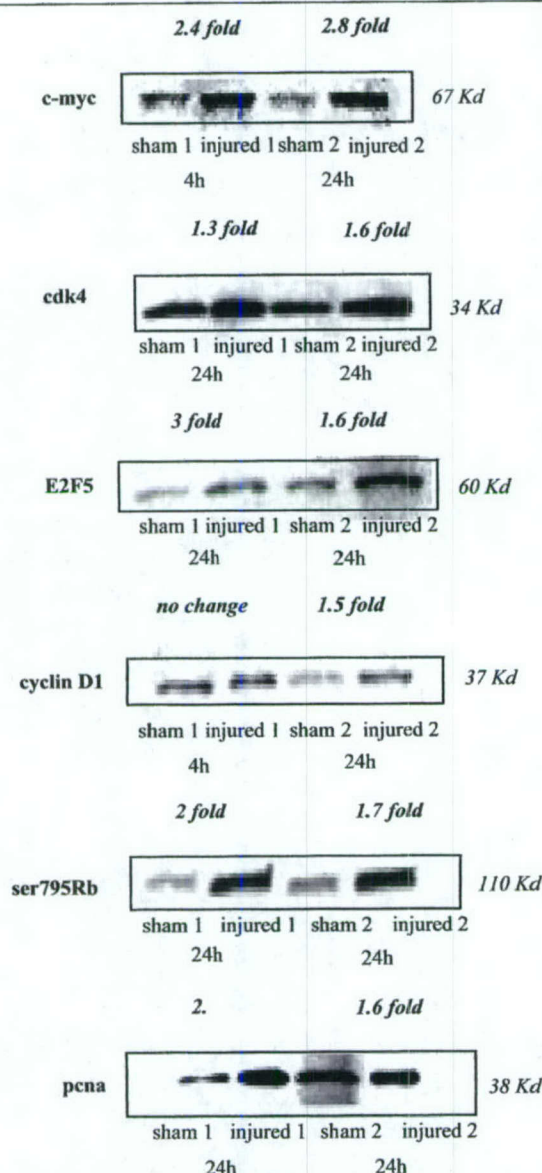 2.4 fold 2.8 fold
c-myc 67 Kd
sham 1 injured 1 sham 2 injured 2
4h 24h
1.3 fold 1.6 fold
cdk4 34 Kd
sham 1 injured 1 sham 2 injured 2
24h 24h
3 fold 1.6 fold
E2F5 60 Kd
sham 1 injured 1 sham 2 injured 2
24h 24h
no change 1.5 fold
cyclin D1 37 Kd
sham 1 injured 1 sham 2 injured 2
4h 24h
2 fold 1.7 fold
ser795Rb 110 Kd
sham 1 injured 1 sham 2 injured 2
24h 24h
2. 1.6 fold
pcna 38 Kd
sham 1 injured 1 sham 2 injured 2
24h 24h